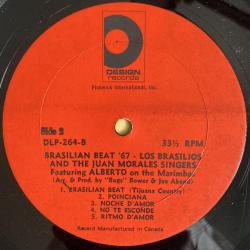 DESIGN
records
Pickwick International, Inc.
Side 2
DLP-264-B
33⅓ RPM
BRASILIAN BEAT '67 - LOS BRASILIOS
AND THE JUAN MORALES SINGERS
Featuring ALBERTO on the Marimba
(Arr. & Prod. by "Bugs" Bower & Joe Abend)
1. BRASILIAN BEAT (Tijuana Country)
2. POINCIANA
3. NOCHE D'AMOR
4. NO TE ESCONDE
5. RITMO D'AMOR
Record Manufactured in Canada